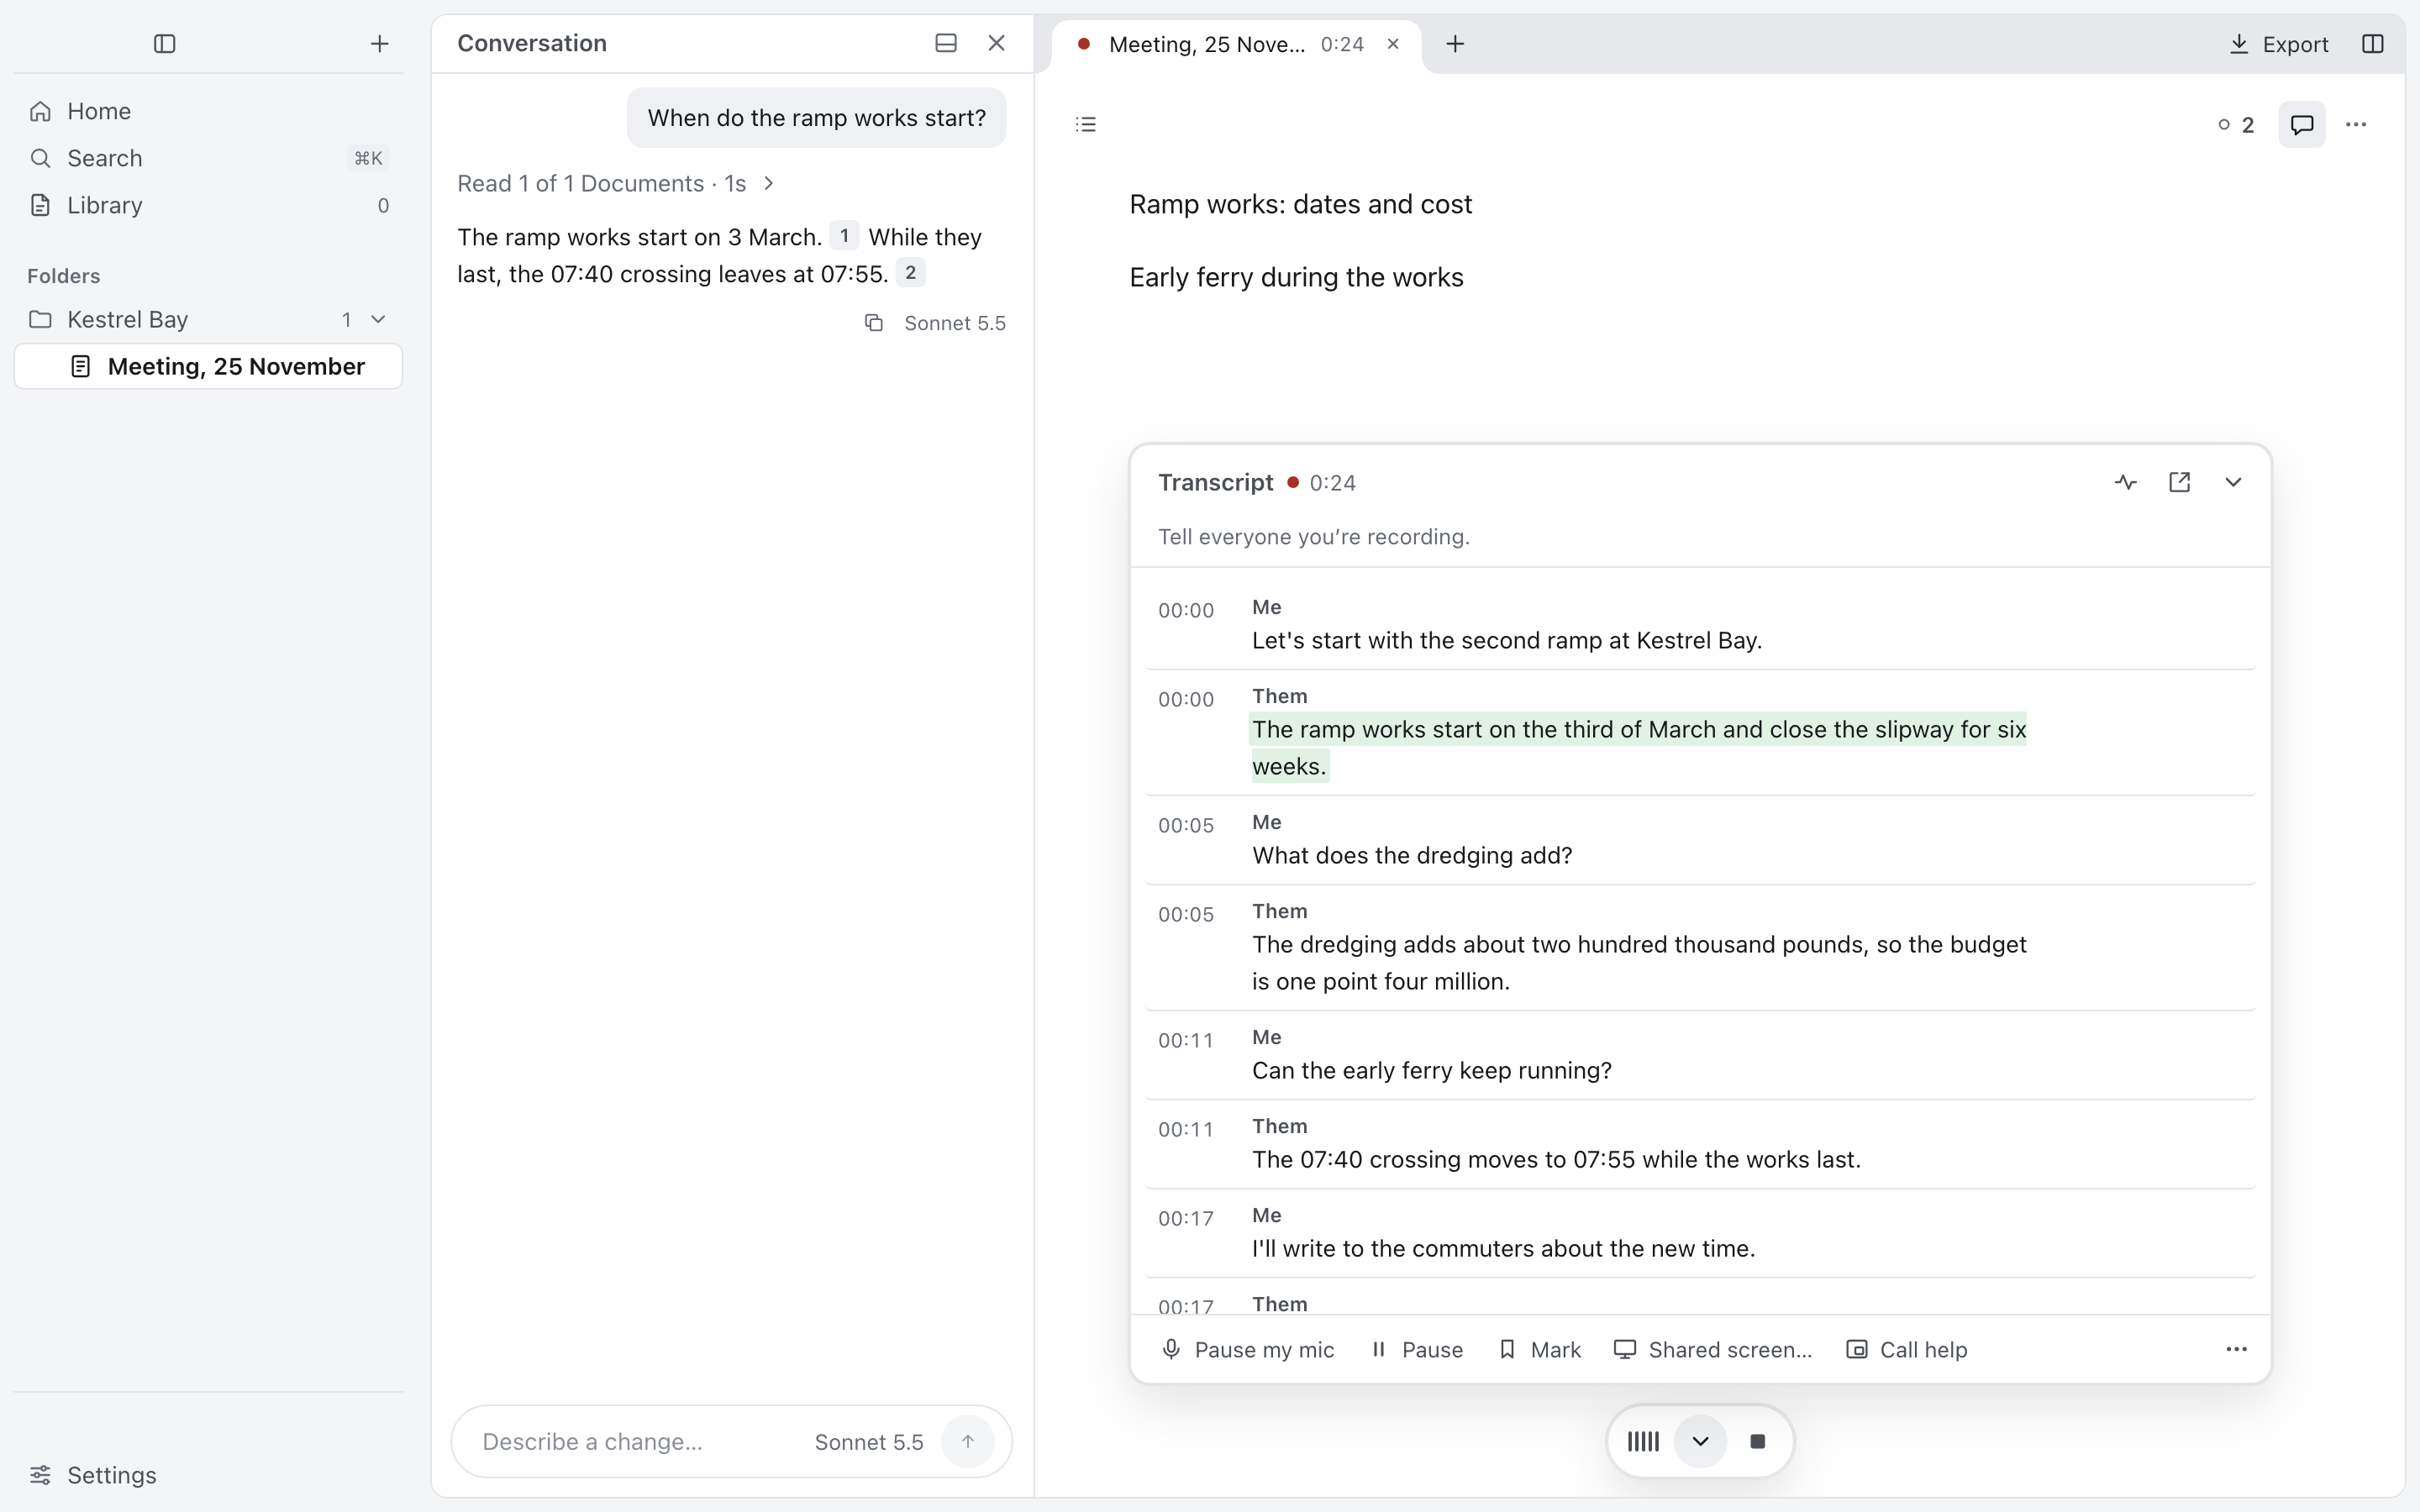 Home
Search ⌘K
Library 0
Folders
Kestrel Bay 1
Meeting, 25 November
Settings
Conversation
When do the ramp works start?
Read 1 of 1 Documents · 1s
The ramp works start on 3 March. 1 While they
last, the 07:40 crossing leaves at 07:55. 2
Sonnet 5.5
Describe a change... Sonnet 5.5
Meeting, 25 Nove... 0:24
Export
2
Ramp works: dates and cost
Early ferry during the works
Transcript 0:24
Tell everyone you’re recording.
00:00 Me
Let's start with the second ramp at Kestrel Bay.
00:00 Them
The ramp works start on the third of March and close the slipway for six
weeks.
00:05 Me
What does the dredging add?
00:05 Them
The dredging adds about two hundred thousand pounds, so the budget
is one point four million.
00:11 Me
Can the early ferry keep running?
00:11 Them
The 07:40 crossing moves to 07:55 while the works last.
00:17 Me
I'll write to the commuters about the new time.
00:17 Them
Pause my mic Pause Mark Shared screen... Call help